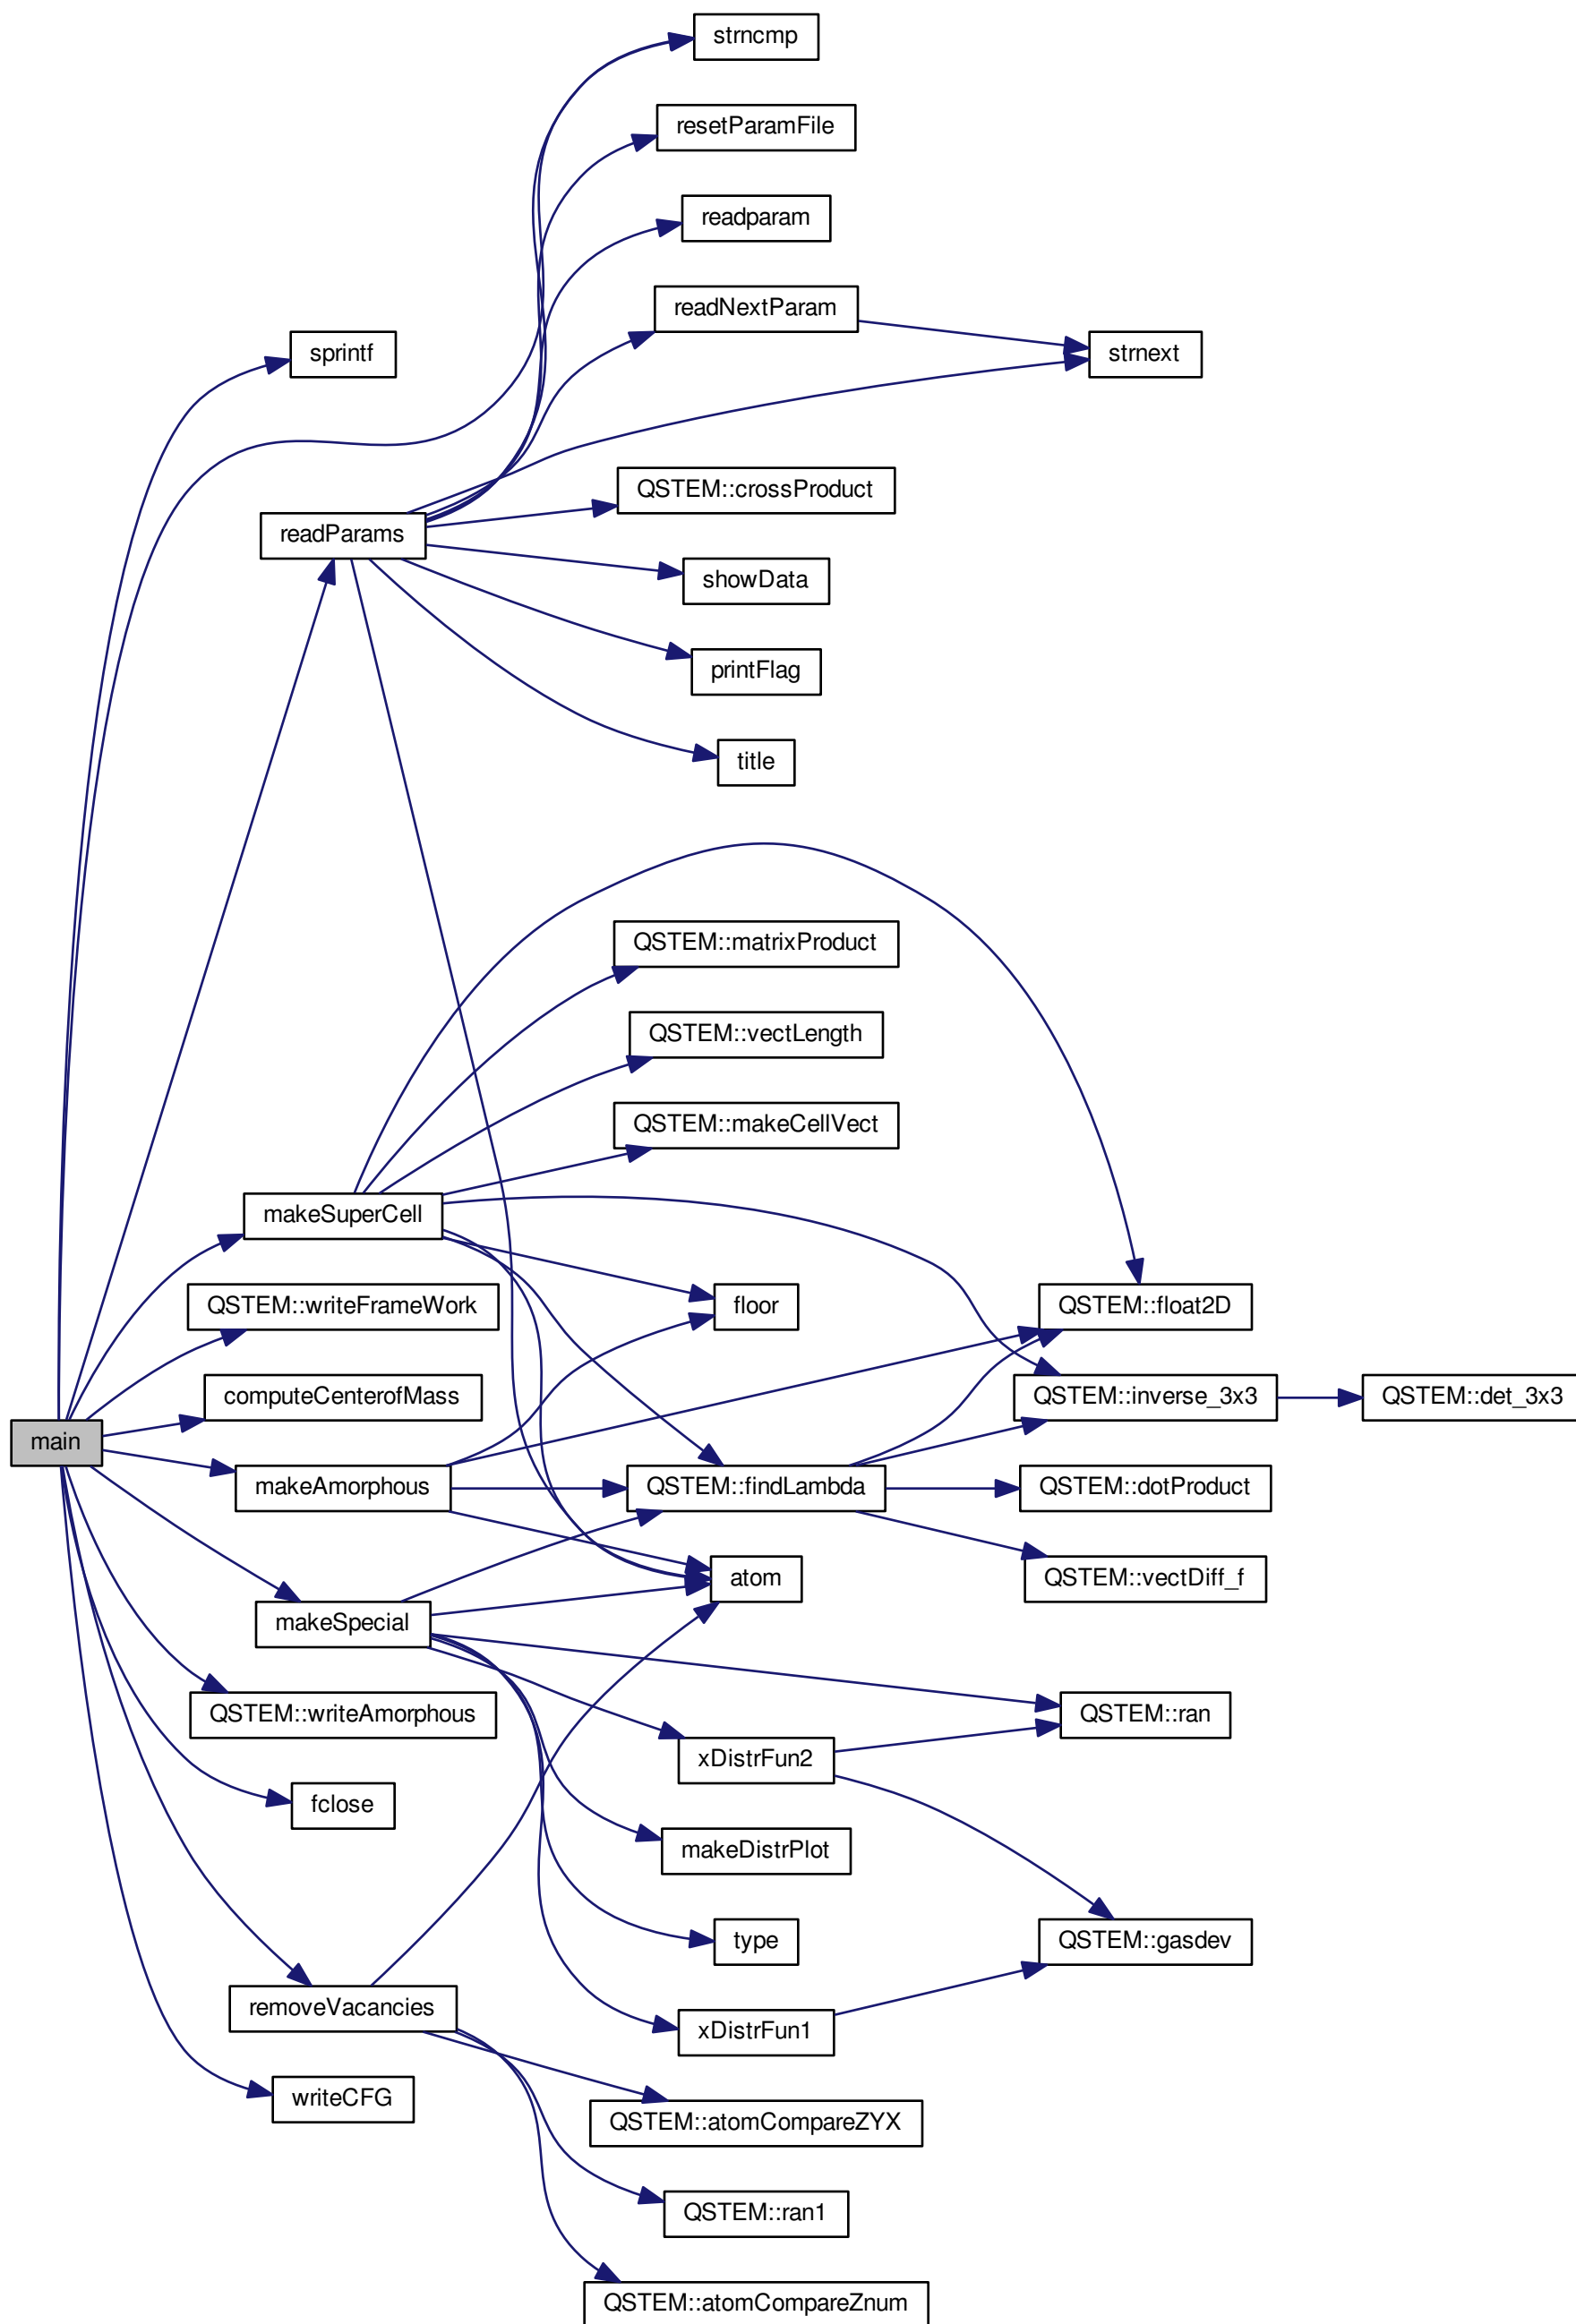 strncmp
resetParamFile
readparam
readNextParam
sprintf
strnext
QSTEM::crossProduct
readParams
showData
printFlag
title
QSTEM::matrixProduct
QSTEM::vectLength
QSTEM::makeCellVect
makeSuperCell
QSTEM::writeFrameWork
floor
QSTEM::float2D
computeCenterofMass
QSTEM::inverse_3x3
QSTEM::det_3x3
main
makeAmorphous
QSTEM::findLambda
QSTEM::dotProduct
atom
QSTEM::vectDiff_f
makeSpecial
QSTEM::writeAmorphous
QSTEM::ran
xDistrFun2
fclose
makeDistrPlot
type
QSTEM::gasdev
removeVacancies
xDistrFun1
writeCFG
QSTEM::atomCompareZYX
QSTEM::ran1
QSTEM::atomCompareZnum